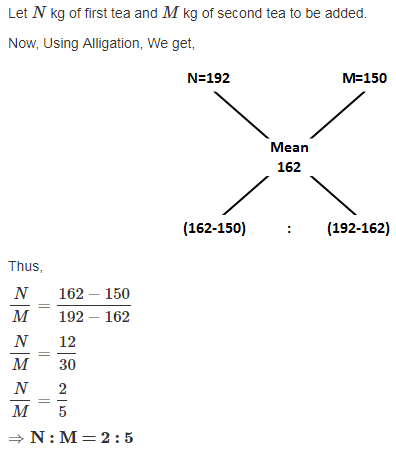 Let N kg of first tea and M kg of second tea to be added.
Now, Using Alligation, We get,
N=192 M=150
Mean
162
(162-150) : (192-162)
Thus,
N/M = (162 − 150)/(192 − 162)
N/M = 12/30
N/M = 2/5
⇒ N : M = 2 : 5